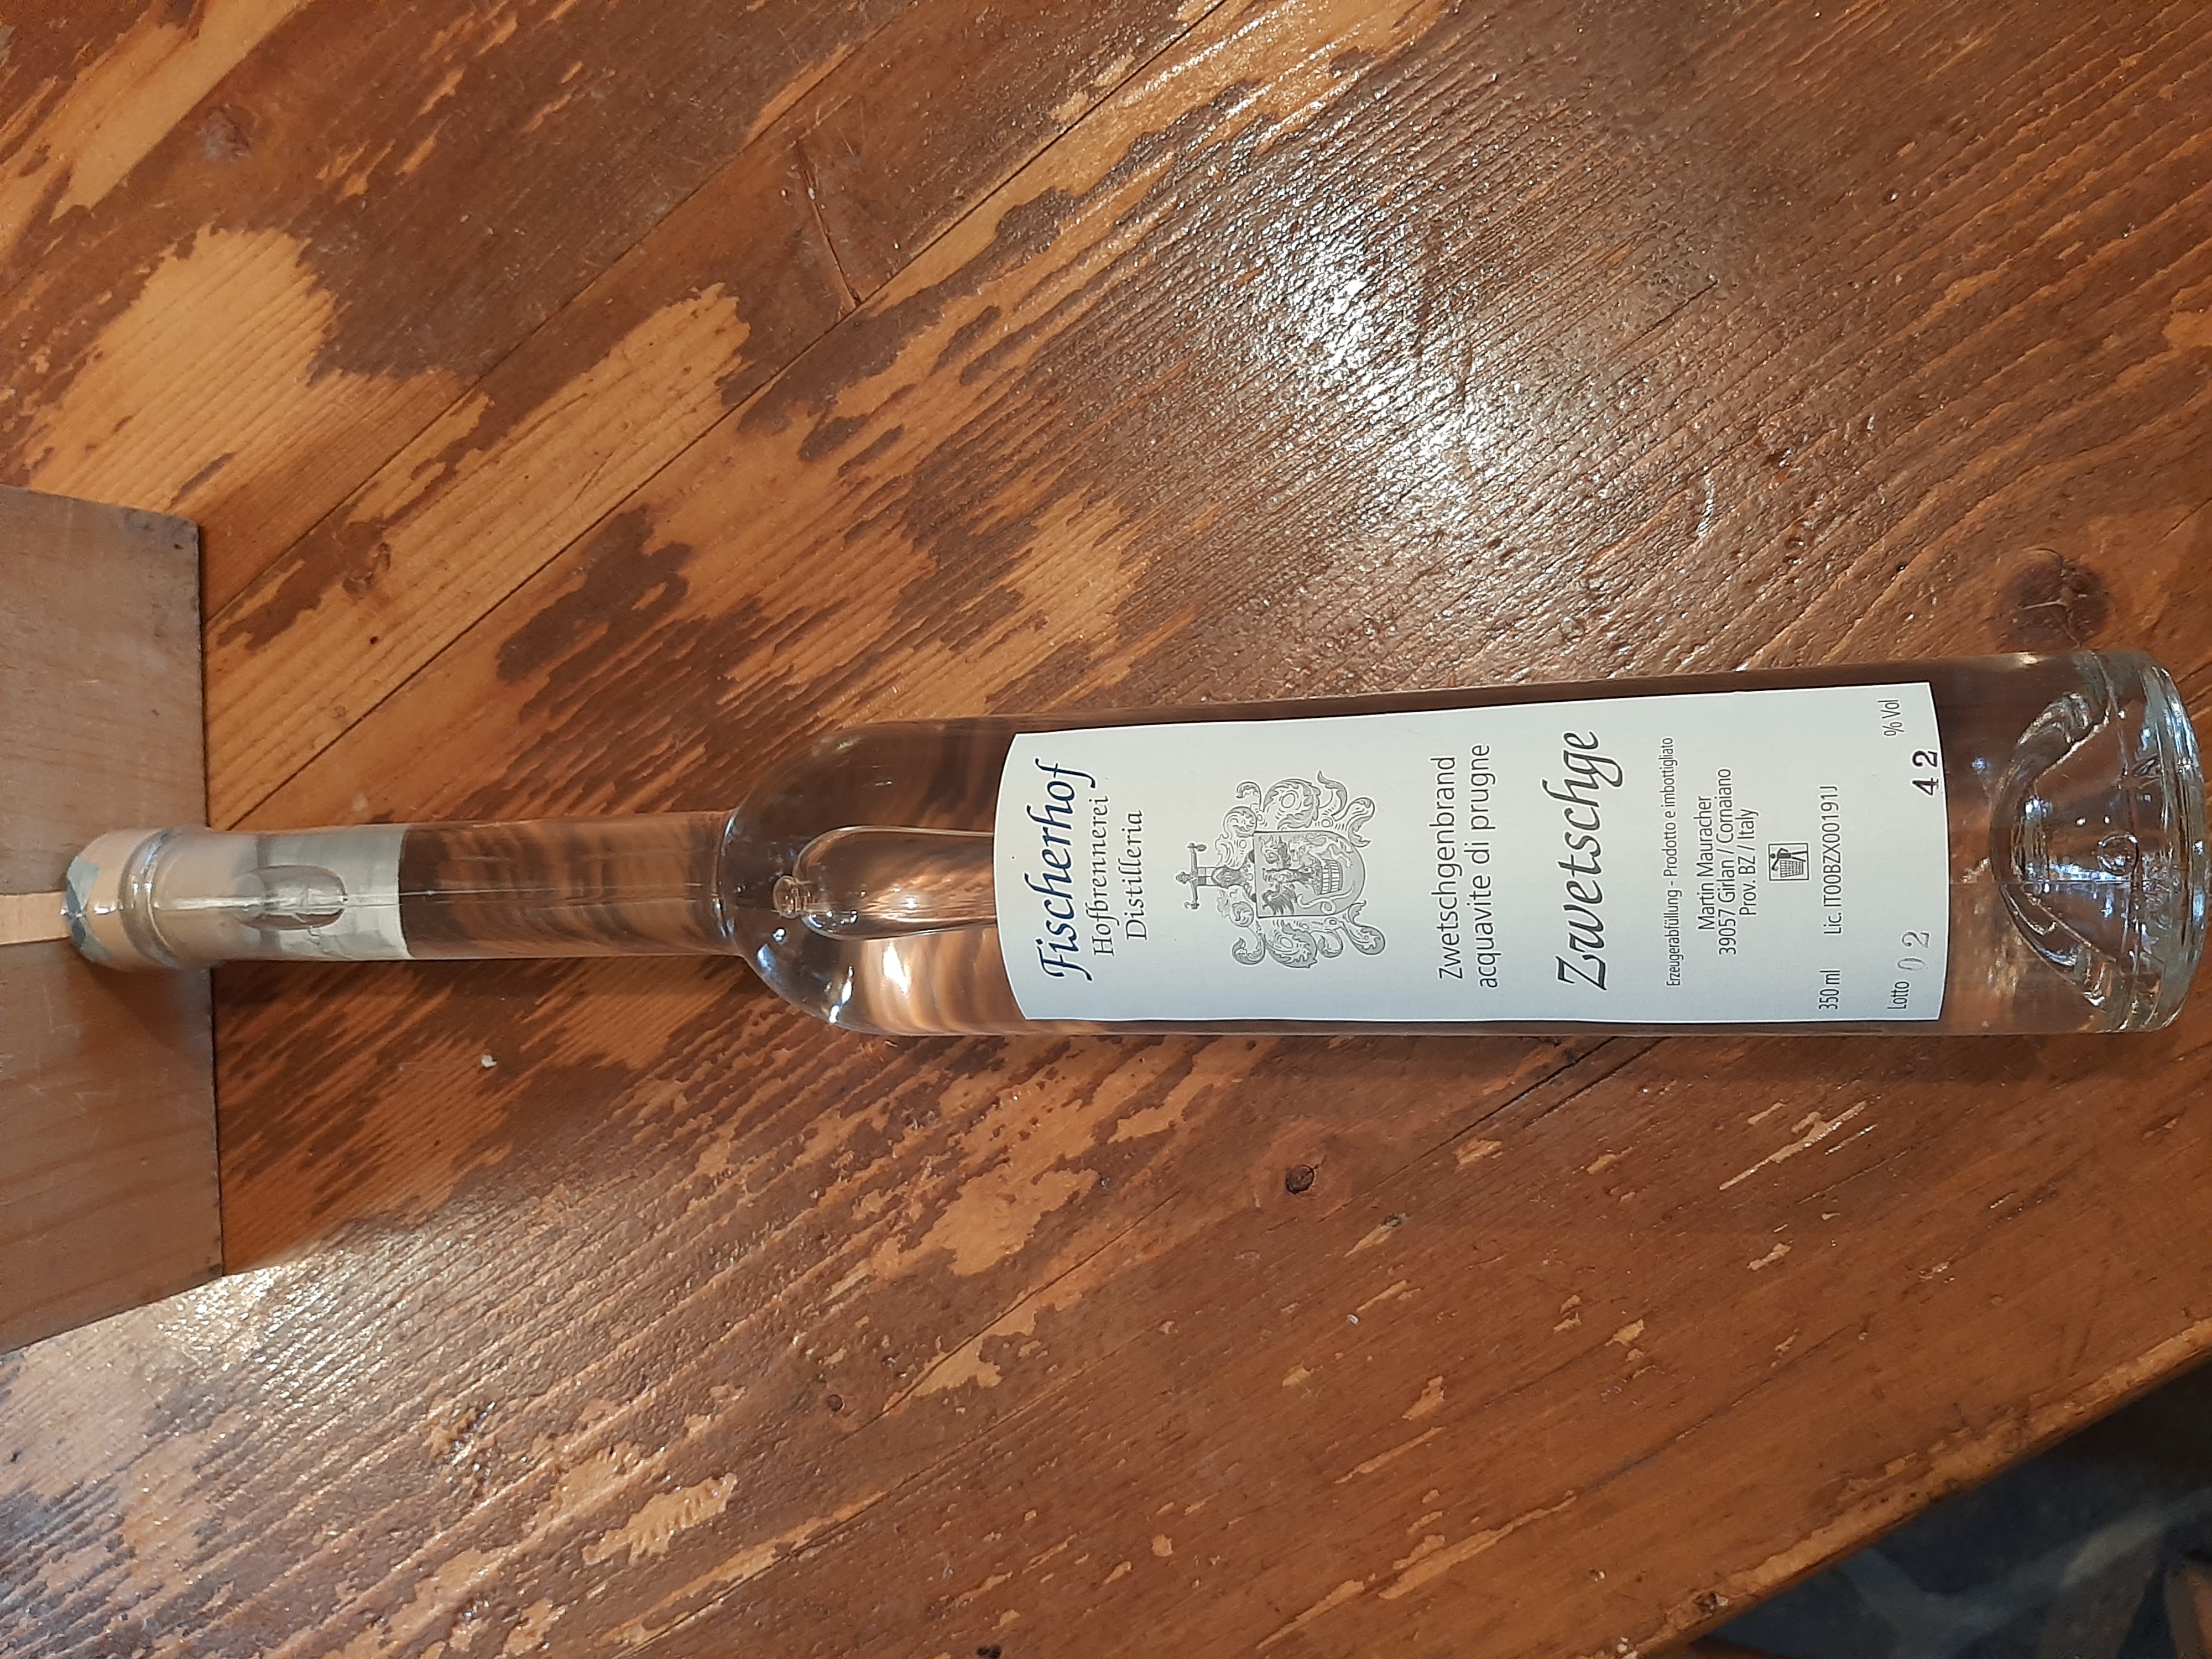 Fischerhof
Hofbrennerei
Distilleria
Zwetschgenbrand
acquavite di prugne
Zwetschge
Erzeugerabfüllung - Prodotto e imbottigliato
Martin Mauracher
39057 Girlan / Cornaiano
Prov. BZ / Italy
350 ml Lic. IT00BZX00191J
Lotto 02 42 % Vol